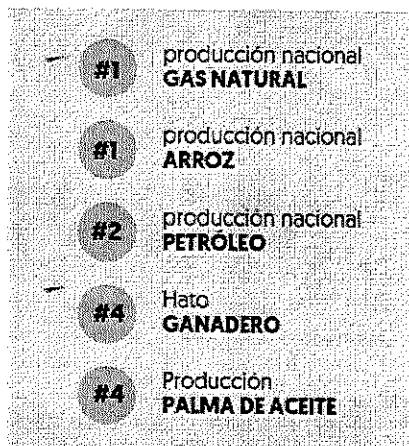 #1
producción nacional
GAS NATURAL
#1
producción nacional
ARROZ
#2
producción nacional
PETRÓLEO
#4
Hato
GANADERO
#4
Producción
PALMA DE ACEITE